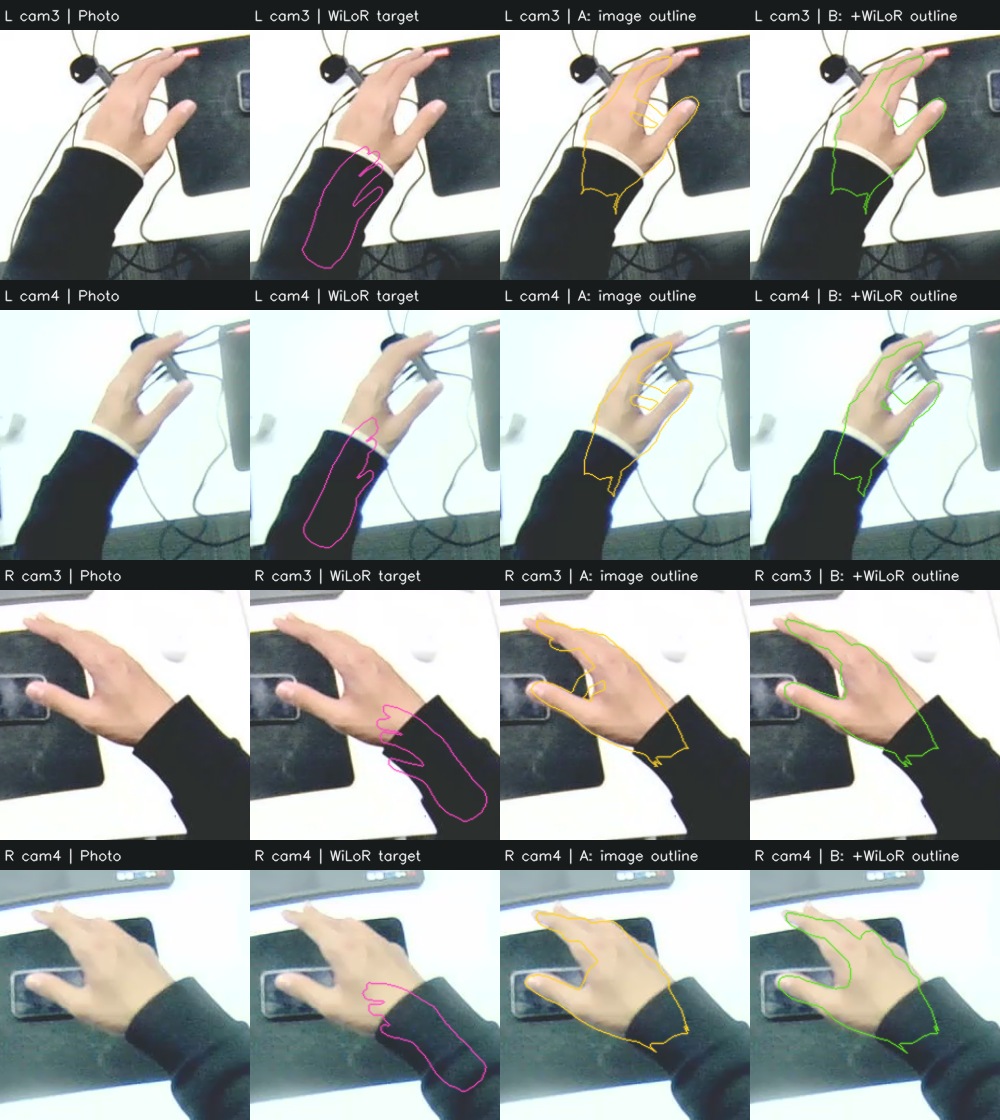 L cam3 | Photo
L cam3 | WiLoR target
L cam3 | A: image outline
L cam3 | B: +WiLoR outline
L cam4 | Photo
L cam4 | WiLoR target
L cam4 | A: image outline
L cam4 | B: +WiLoR outline
R cam3 | Photo
R cam3 | WiLoR target
R cam3 | A: image outline
R cam3 | B: +WiLoR outline
R cam4 | Photo
R cam4 | WiLoR target
R cam4 | A: image outline
R cam4 | B: +WiLoR outline